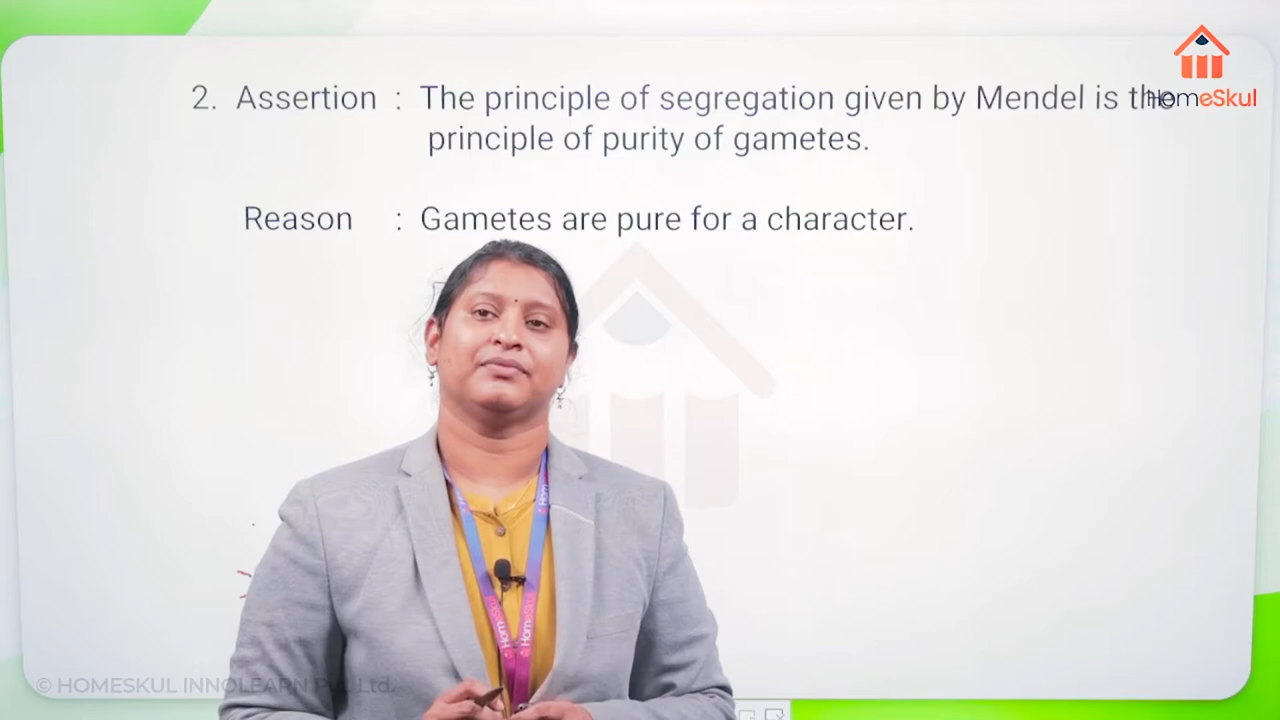 HomeSkul
2. Assertion : The principle of segregation given by Mendel is the
principle of purity of gametes.
Reason : Gametes are pure for a character.
© HOMESKUL INNOLEARN Pvt. Ltd.